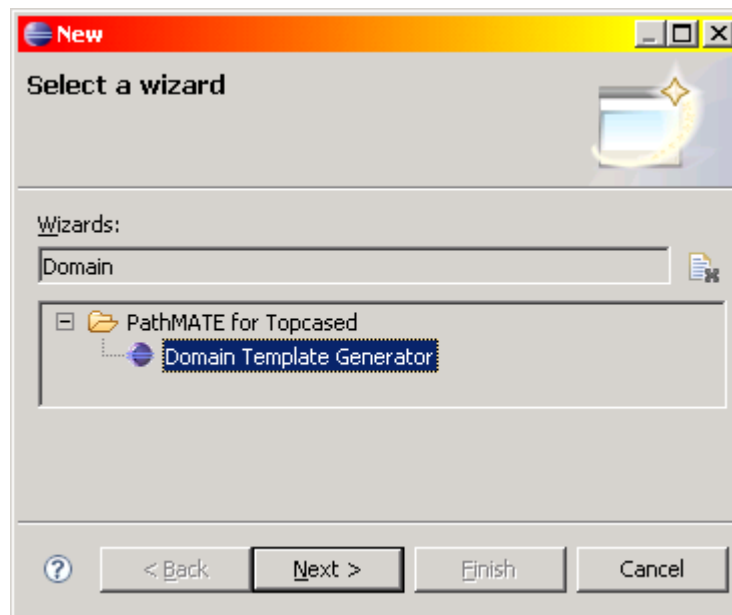 New
Select a wizard
Wizards:
Domain
PathMATE for Topcased
Domain Template Generator
< Back Next > Finish Cancel